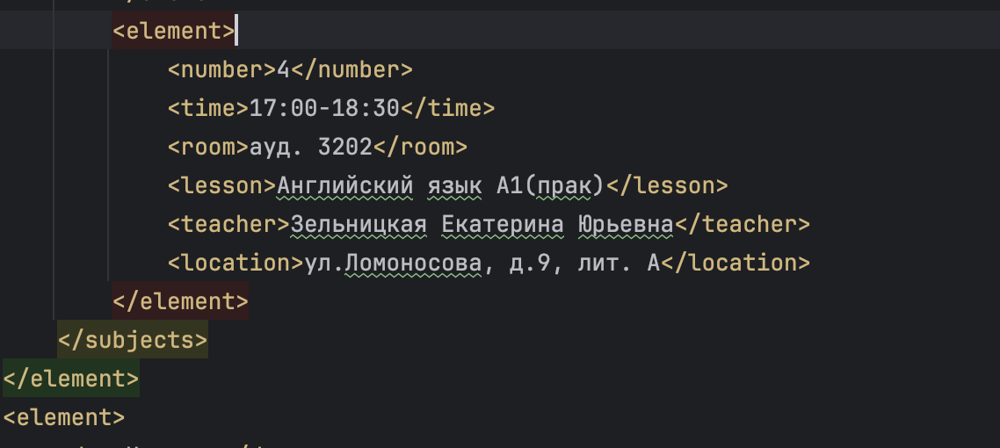 <element>
<number>4</number>
<time>17:00-18:30</time>
<room>ауд. 3202</room>
<lesson>Английский язык А1(прак)</lesson>
<teacher>Зельницкая Екатерина Юрьевна</teacher>
<location>ул.Ломоносова, д.9, лит. А</location>
</element>
</subjects>
</element>
<element>